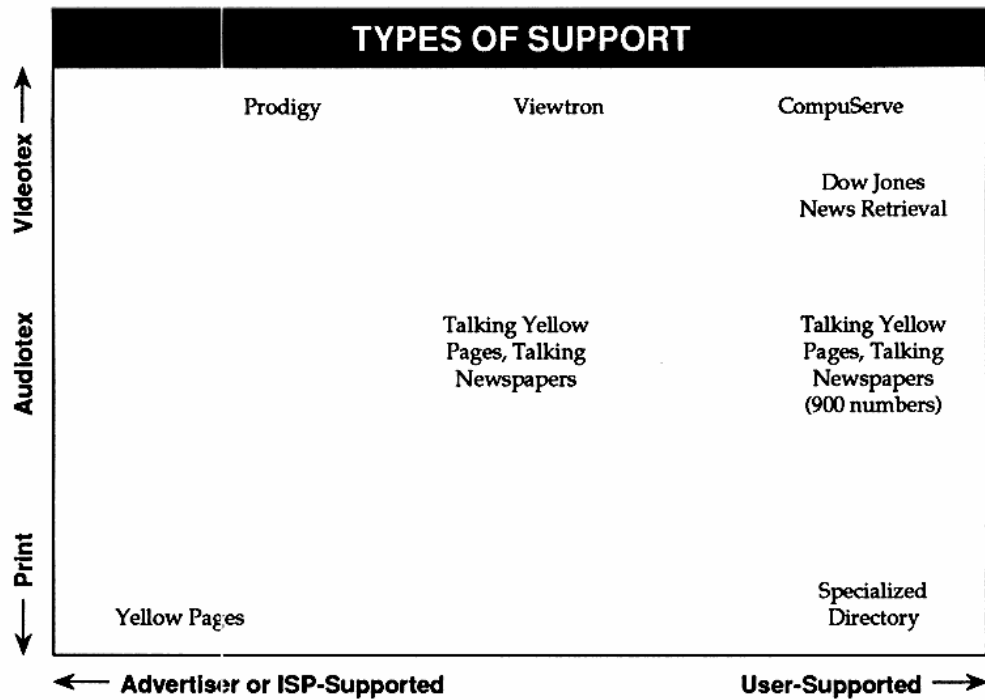 TYPES OF SUPPORT
Videotex
Prodigy
Viewtron
CompuServe
Dow Jones
News Retrieval
Audiotex
Talking Yellow
Pages, Talking
Newspapers
Talking Yellow
Pages, Talking
Newspapers
(900 numbers)
Print
Yellow Pages
Specialized
Directory
Advertiser or ISP-Supported
User-Supported